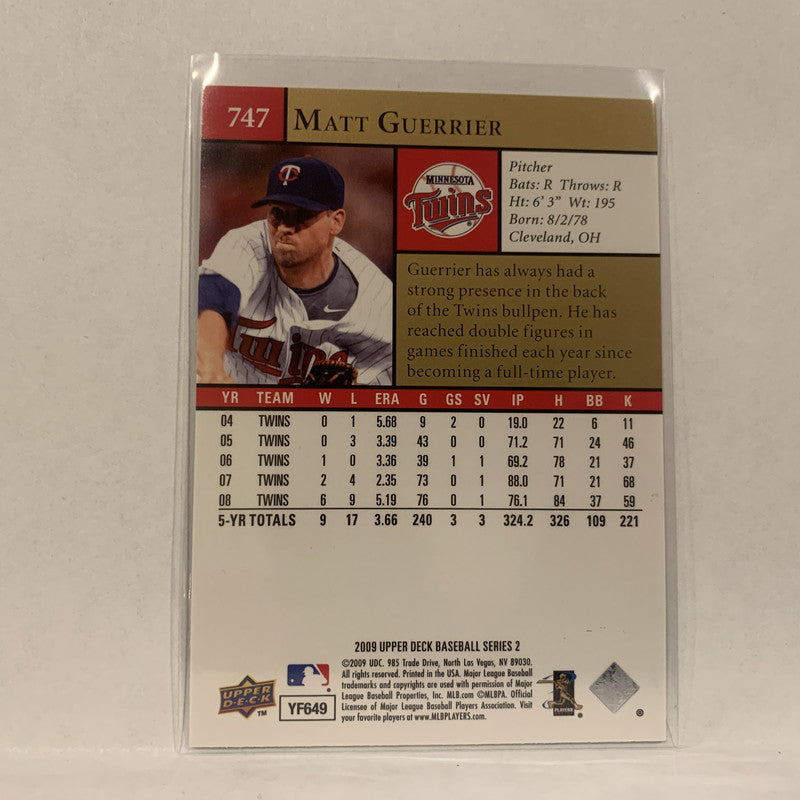 747 MATT GUERRIER
MINNESOTA
Twins
Pitcher
Bats: R Throws: R
Ht: 6' 3" Wt: 195
Born: 8/2/78
Cleveland, OH
Guerrier has always had a
strong presence in the back
of the Twins bullpen. He has
reached double figures in
games finished each year since
becoming a full-time player.
YR TEAM W L ERA G GS SV IP H BB K
04 TWINS 0 1 5.68 9 2 0 19.0 22 6 11
05 TWINS 0 3 3.39 43 0 0 71.2 71 24 46
06 TWINS 1 0 3.36 39 1 1 69.2 78 21 37
07 TWINS 2 4 2.35 73 0 1 88.0 71 21 68
08 TWINS 6 9 5.19 76 0 1 76.1 84 37 59
5-YR TOTALS 9 17 3.66 240 3 3 324.2 326 109 221
2009 UPPER DECK BASEBALL SERIES 2
©2009 UDC. 985 Trade Drive, North Las Vegas, NV 89030.
All rights reserved. Printed in the USA. Major League Baseball
trademarks and copyrights are used with permission of Major
League Baseball Properties, Inc. MLB.com ©MLBPA. Official
Licensee of Major League Baseball Players Association. Visit
your favorite players at www.MLBPLAYERS.com.
UPPER
DECK
TM
YF649
PLAYERS